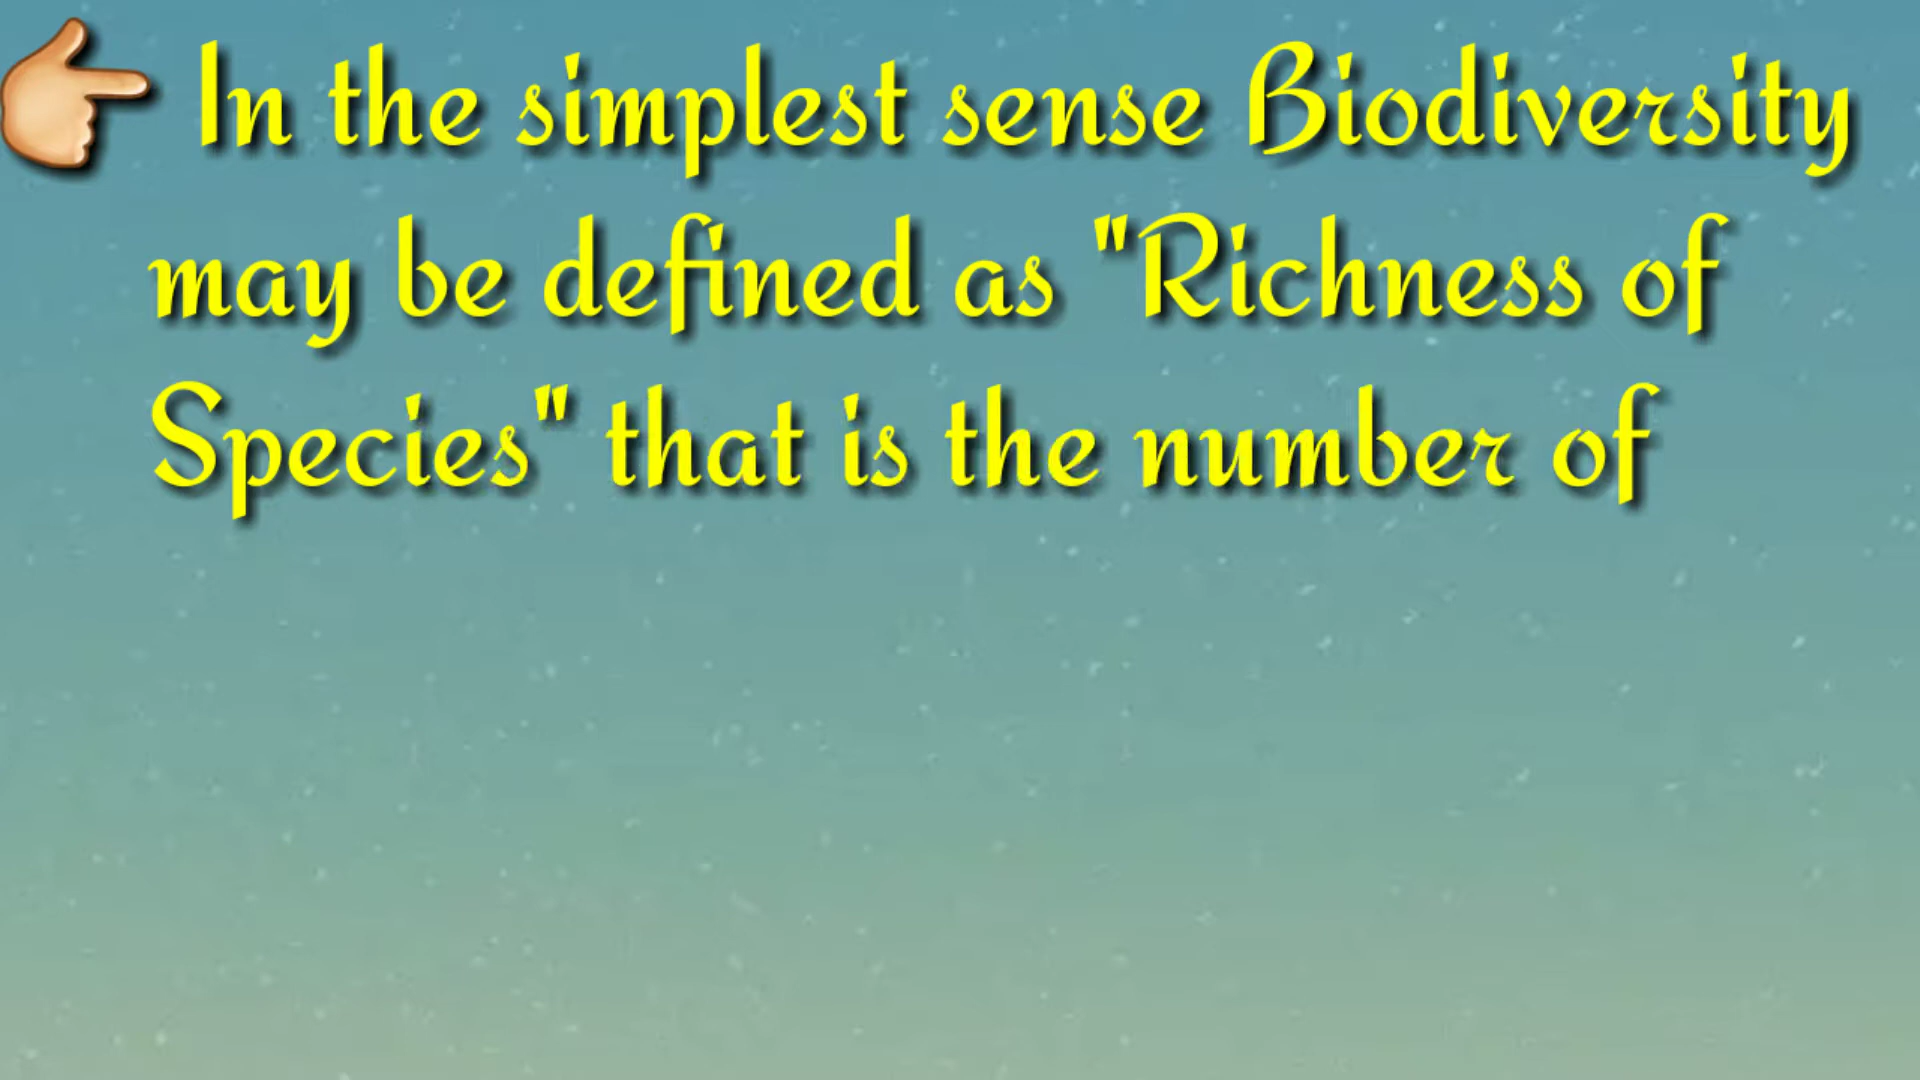 In the simplest sense Biodiversity
may be defined as "Richness of
Species" that is the number of